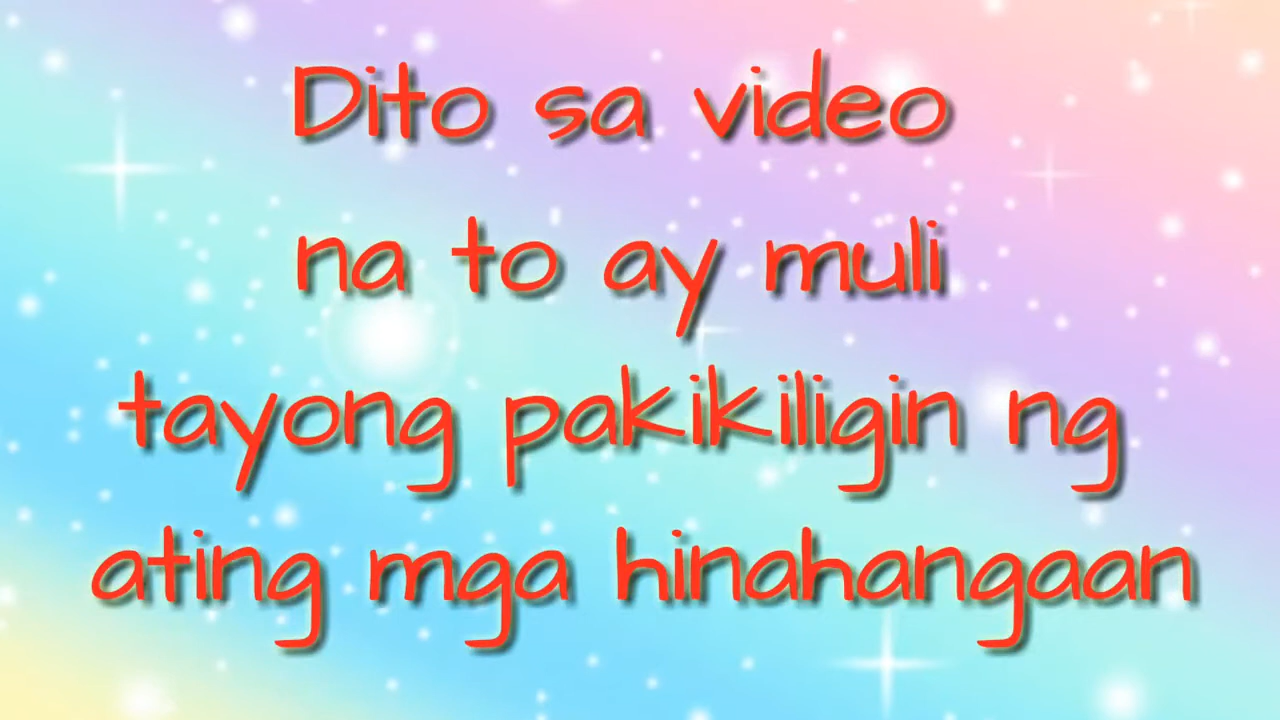 Dito sa video
na to ay muli
tayong pakikiligin ng
ating mga hinahangaan